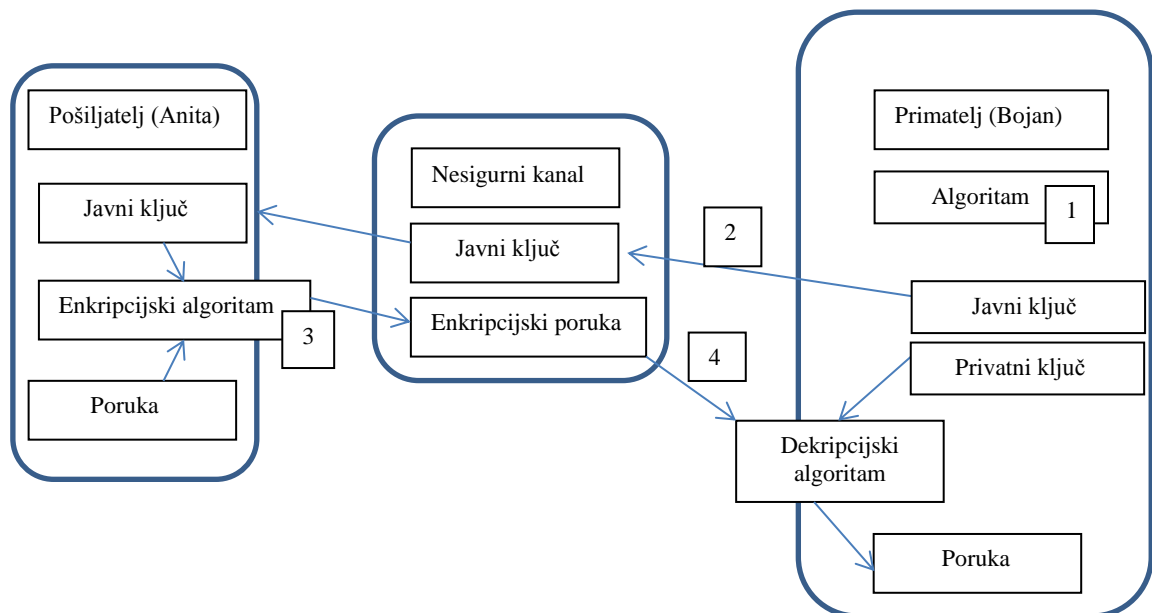 Pošiljatelj (Anita)
Javni ključ
Enkripcijski algoritam
3
Poruka
Nesigurni kanal
Javni ključ
Enkripcijski poruka
2
4
Primatelj (Bojan)
Algoritam
1
Javni ključ
Privatni ključ
Dekripcijski
algoritam
Poruka